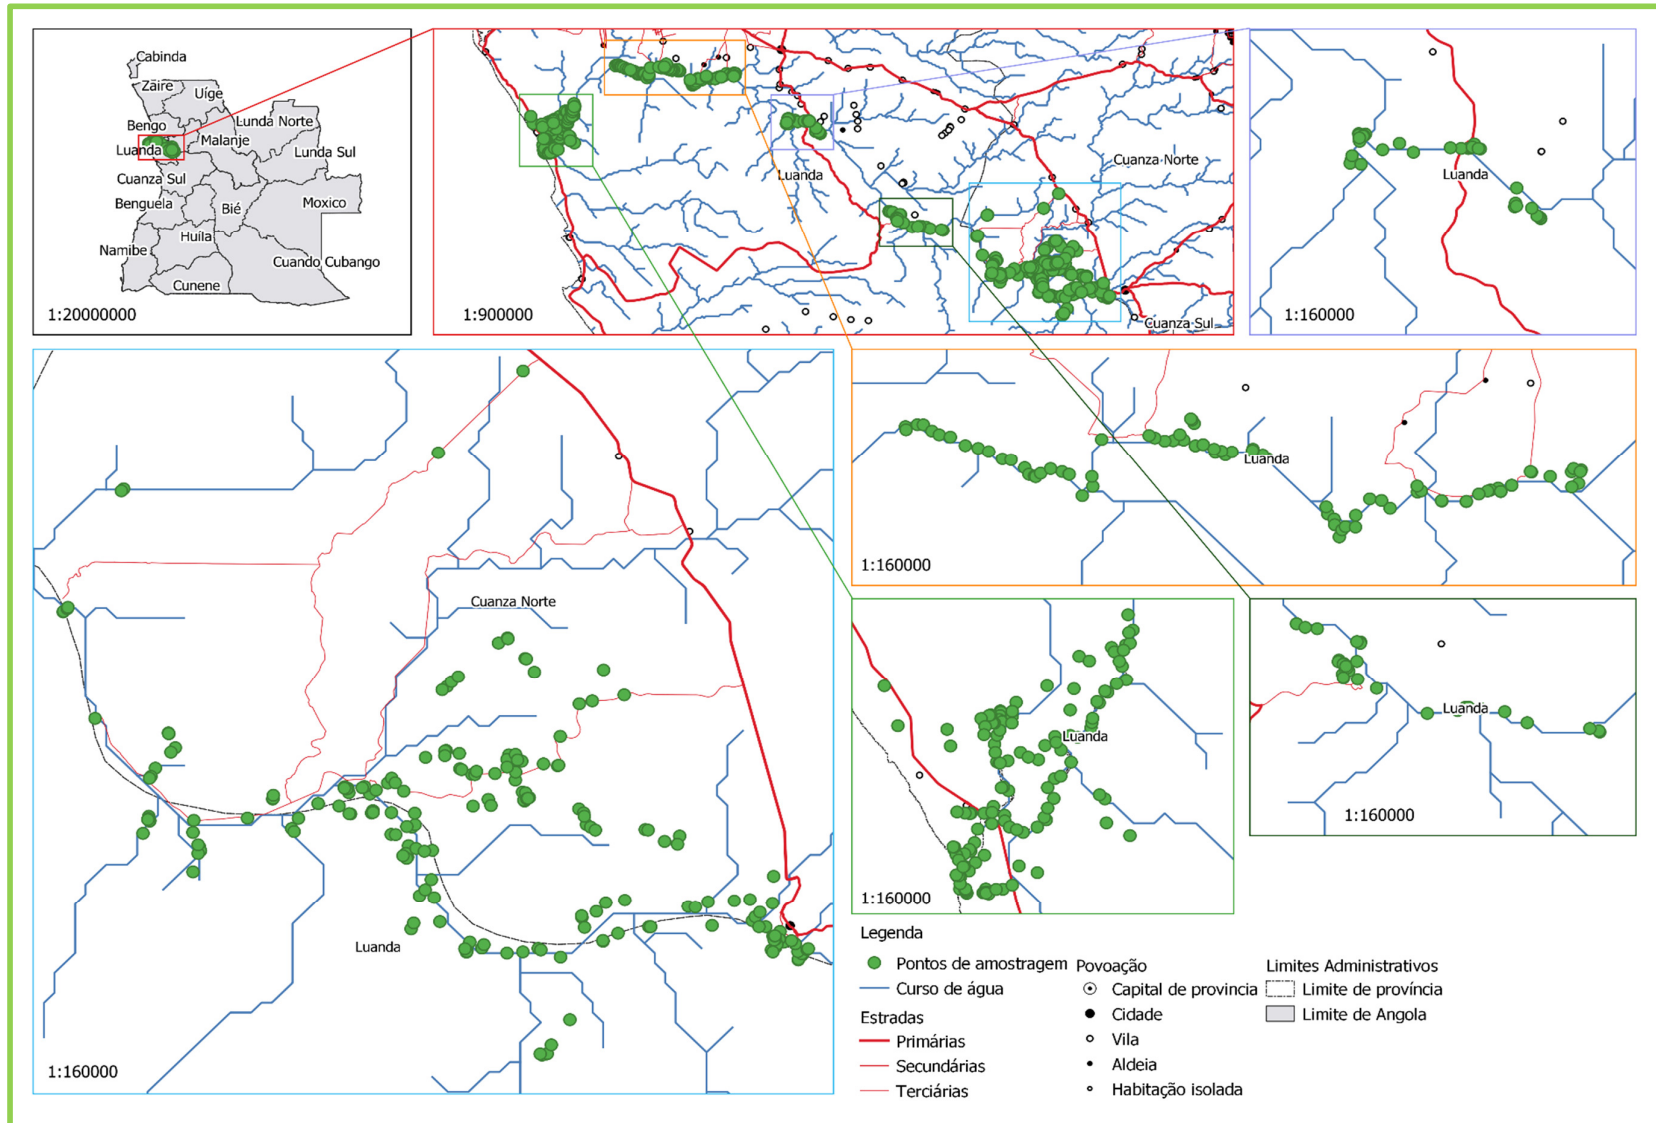 Cabinda
Zaire
Uíge
Bengo
Lunda Norte
Luanda
Malanje
Lunda Sul
Cuanza Sul
Benguela
Bié
Moxico
Huila
Namibe
Cuando Cubango
Cunene
1:20000000
Luanda
Cuanza Norte
Cuanza Sul
1:900000
Luanda
1:160000
Cuanza Norte
Luanda
1:160000
Luanda
1:160000
Luanda
1:160000
Luanda
1:160000
Legenda
Pontos de amostragem
Curso de água
Estradas
Primárias
Secundárias
Terciárias
Povoação
Capital de provincia
Cidade
Vila
Aldeia
Habitação isolada
Limites Administrativos
Limite de província
Limite de Angola